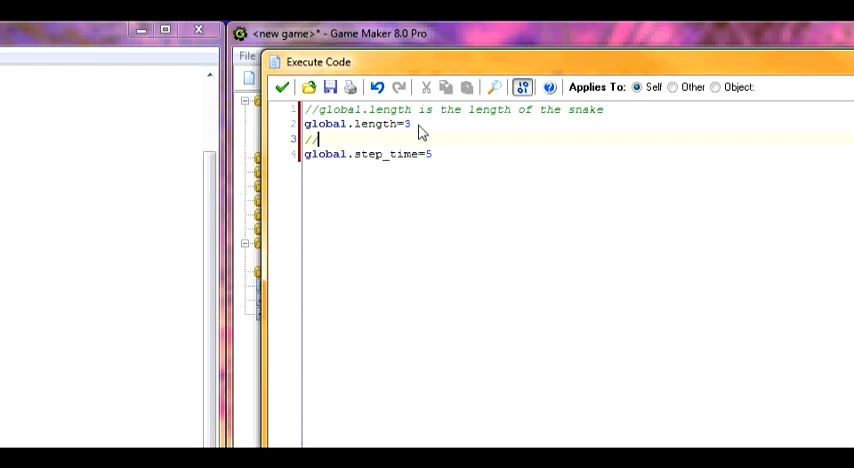 <new game>* - Game Maker 8.0 Pro
File
Execute Code
Applies To: Self Other Object:
1 //global.length is the length of the snake
2 global.length=3
3 //
4 global.step_time=5